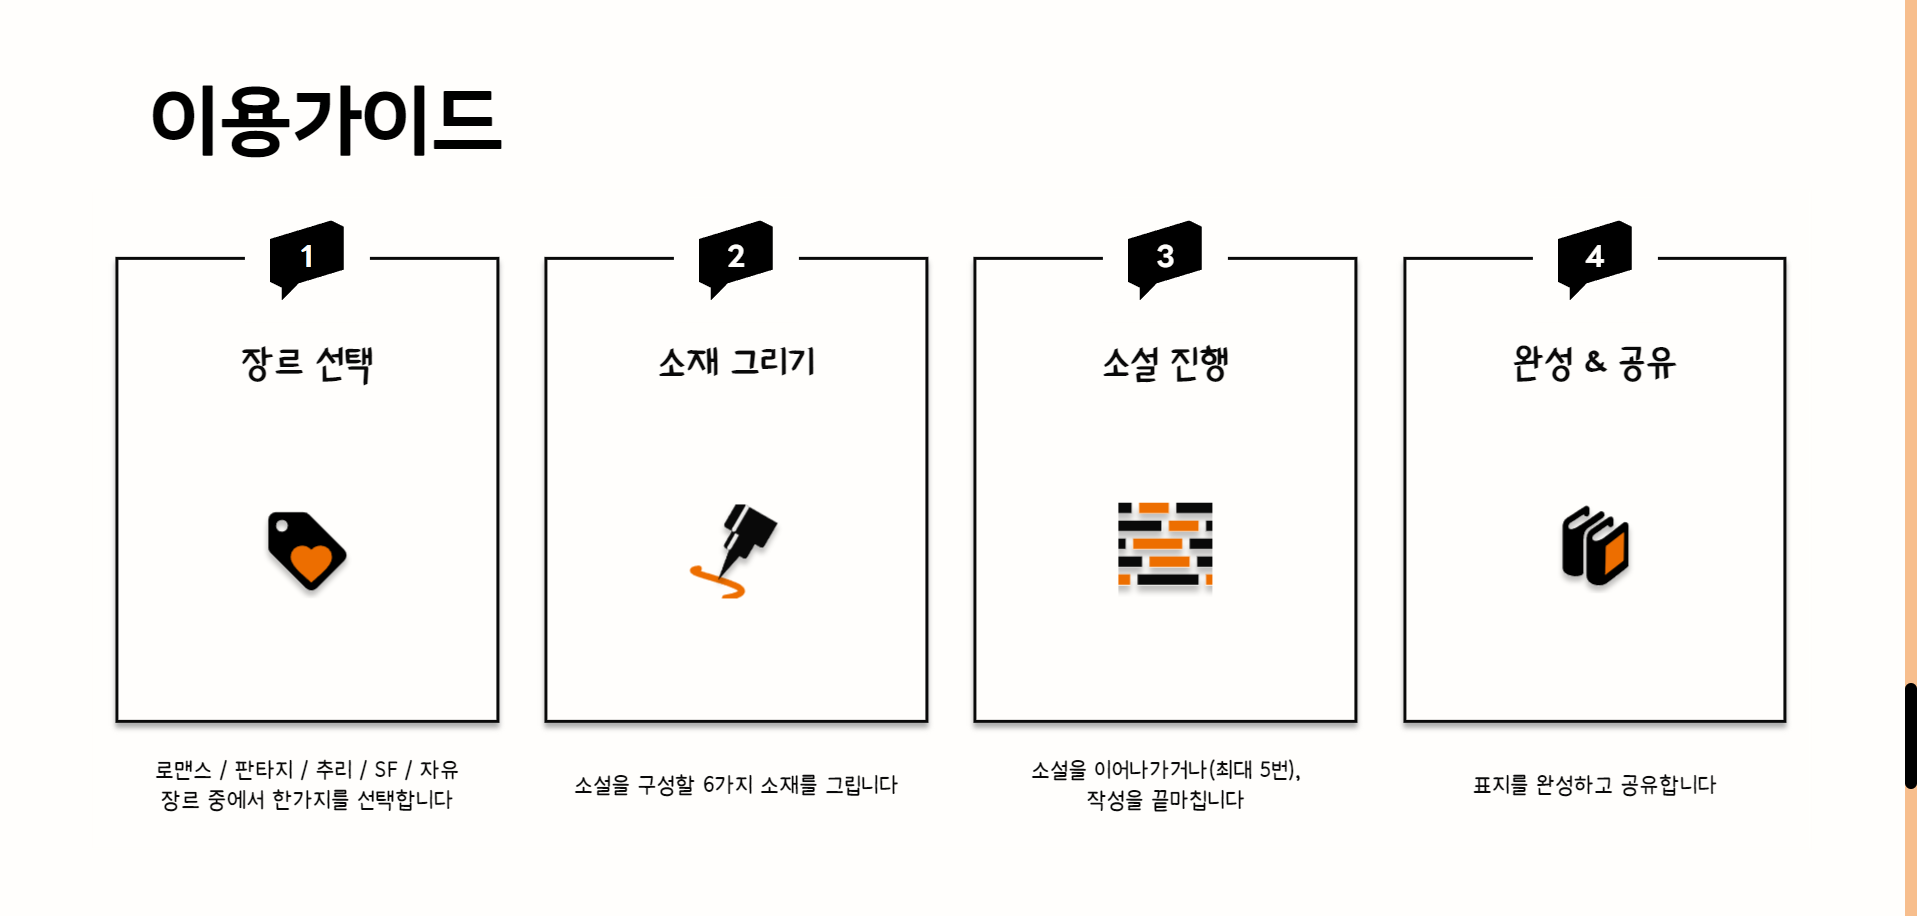 이용가이드
1
장르 선택
로맨스 / 판타지 / 추리 / SF / 자유
장르 중에서 한가지를 선택합니다
2
소재 그리기
소설을 구성할 6가지 소재를 그립니다
3
소설 진행
소설을 이어나가거나(최대 5번),
작성을 끝마칩니다
4
완성 & 공유
표지를 완성하고 공유합니다